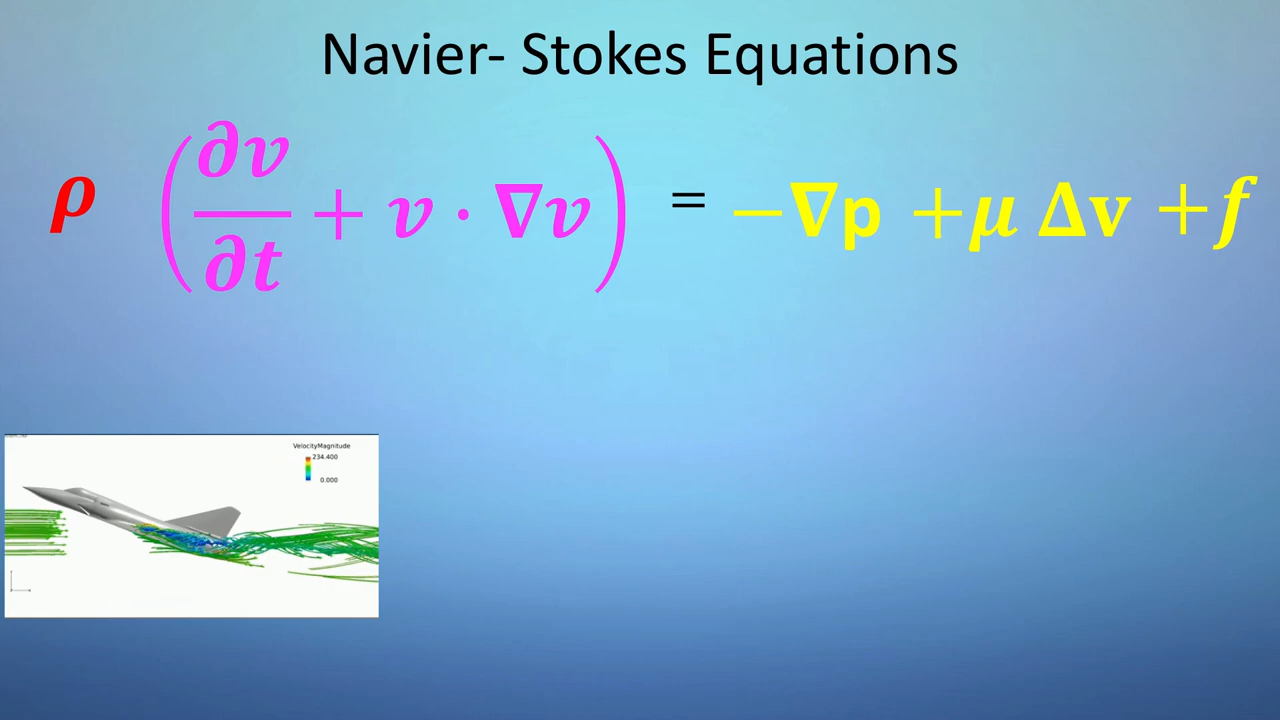 Navier- Stokes Equations
ρ (∂v/∂t + v · ∇v) = −∇p +μ Δv +f
VelocityMagnitude
234.400
0.000